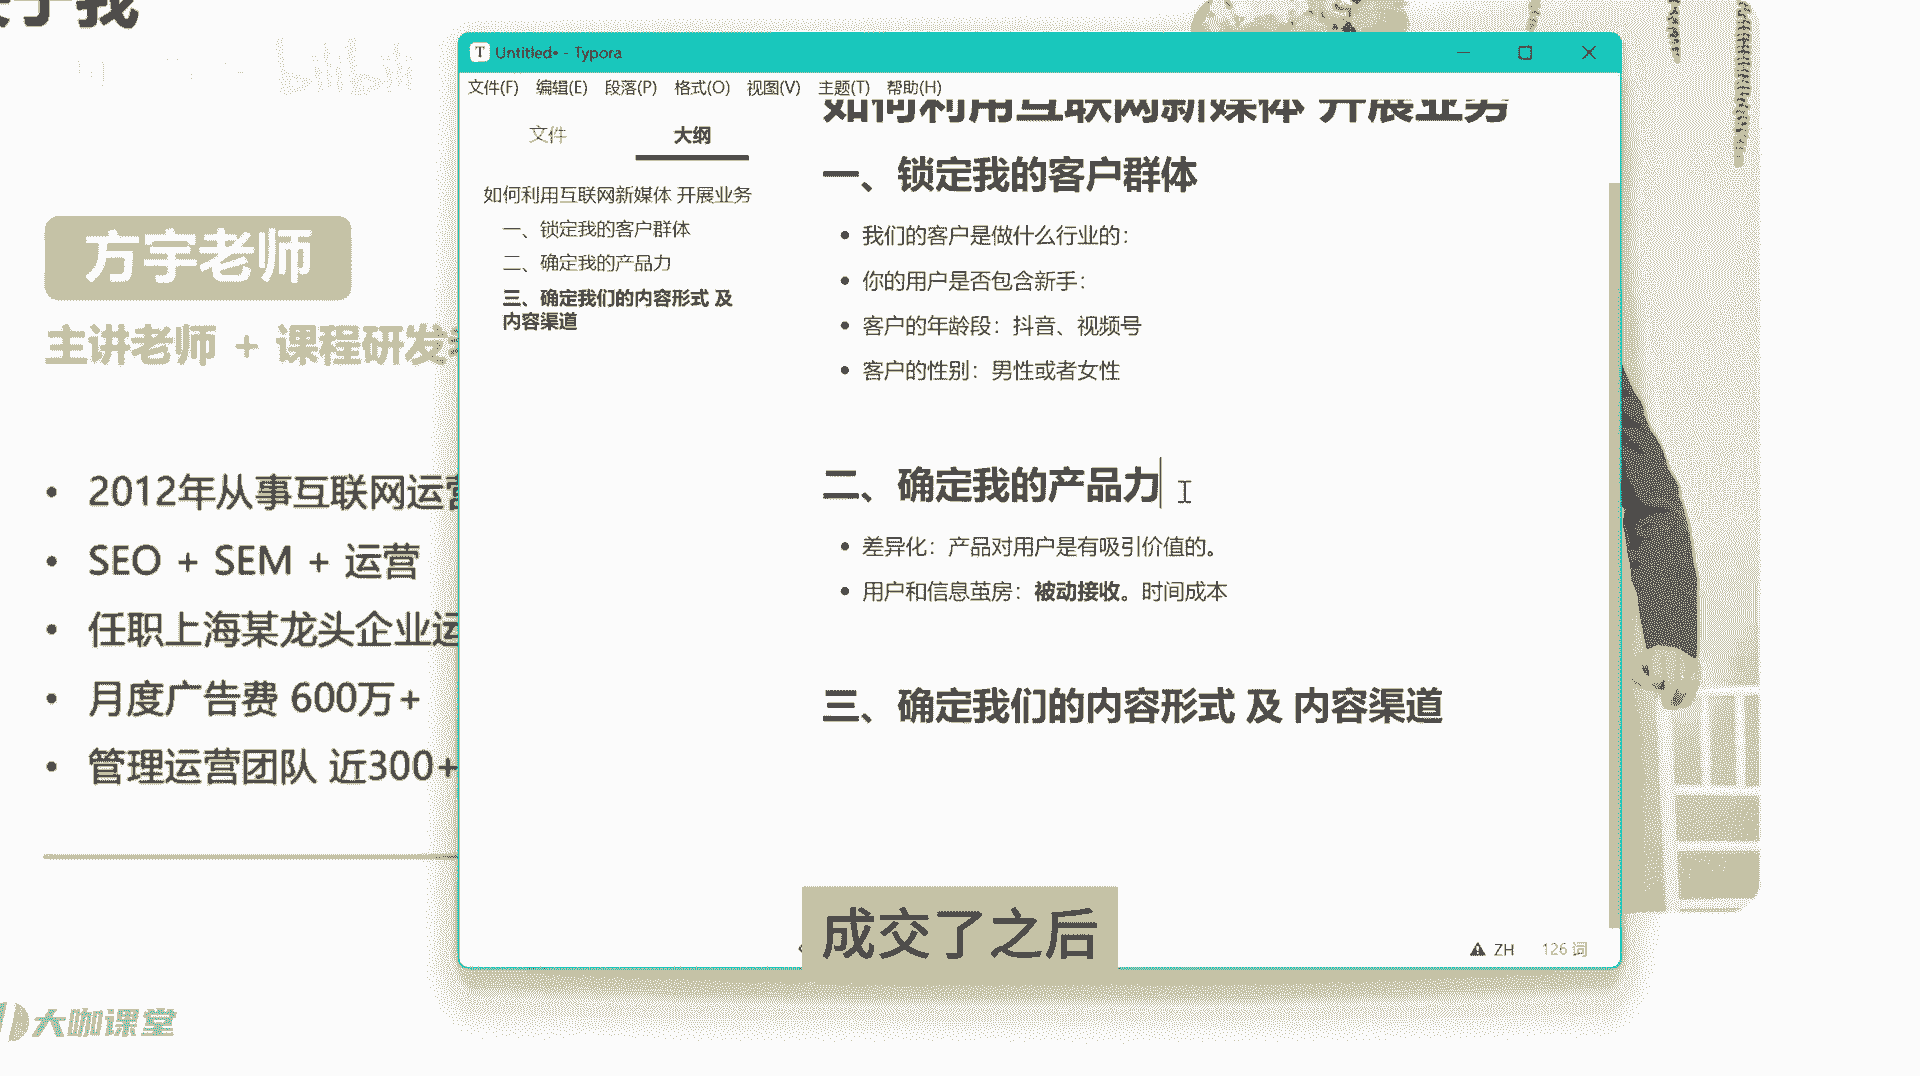 于我
bilibili
方宇老师
主讲老师 + 课程研发
2012年从事互联网运营
SEO + SEM + 运营
任职上海某龙头企业运
月度广告费 600万+
管理运营团队 近300+
大咖课堂
Untitled• - Typora
文件(F) 编辑(E) 段落(P) 格式(O) 视图(V) 主题(T) 帮助(H)
文件 大纲
如何利用互联网新媒体 开展业务
一、锁定我的客户群体
二、确定我的产品力
三、确定我们的内容形式 及
内容渠道
如何利用互联网新媒体 开展业务
一、锁定我的客户群体
我们的客户是做什么行业的：
你的用户是否包含新手：
客户的年龄段：抖音、视频号
客户的性别：男性或者女性
二、确定我的产品力
差异化：产品对用户是有吸引价值的。
用户和信息茧房：被动接收。时间成本
三、确定我们的内容形式 及 内容渠道
成交了之后
ZH 126 词